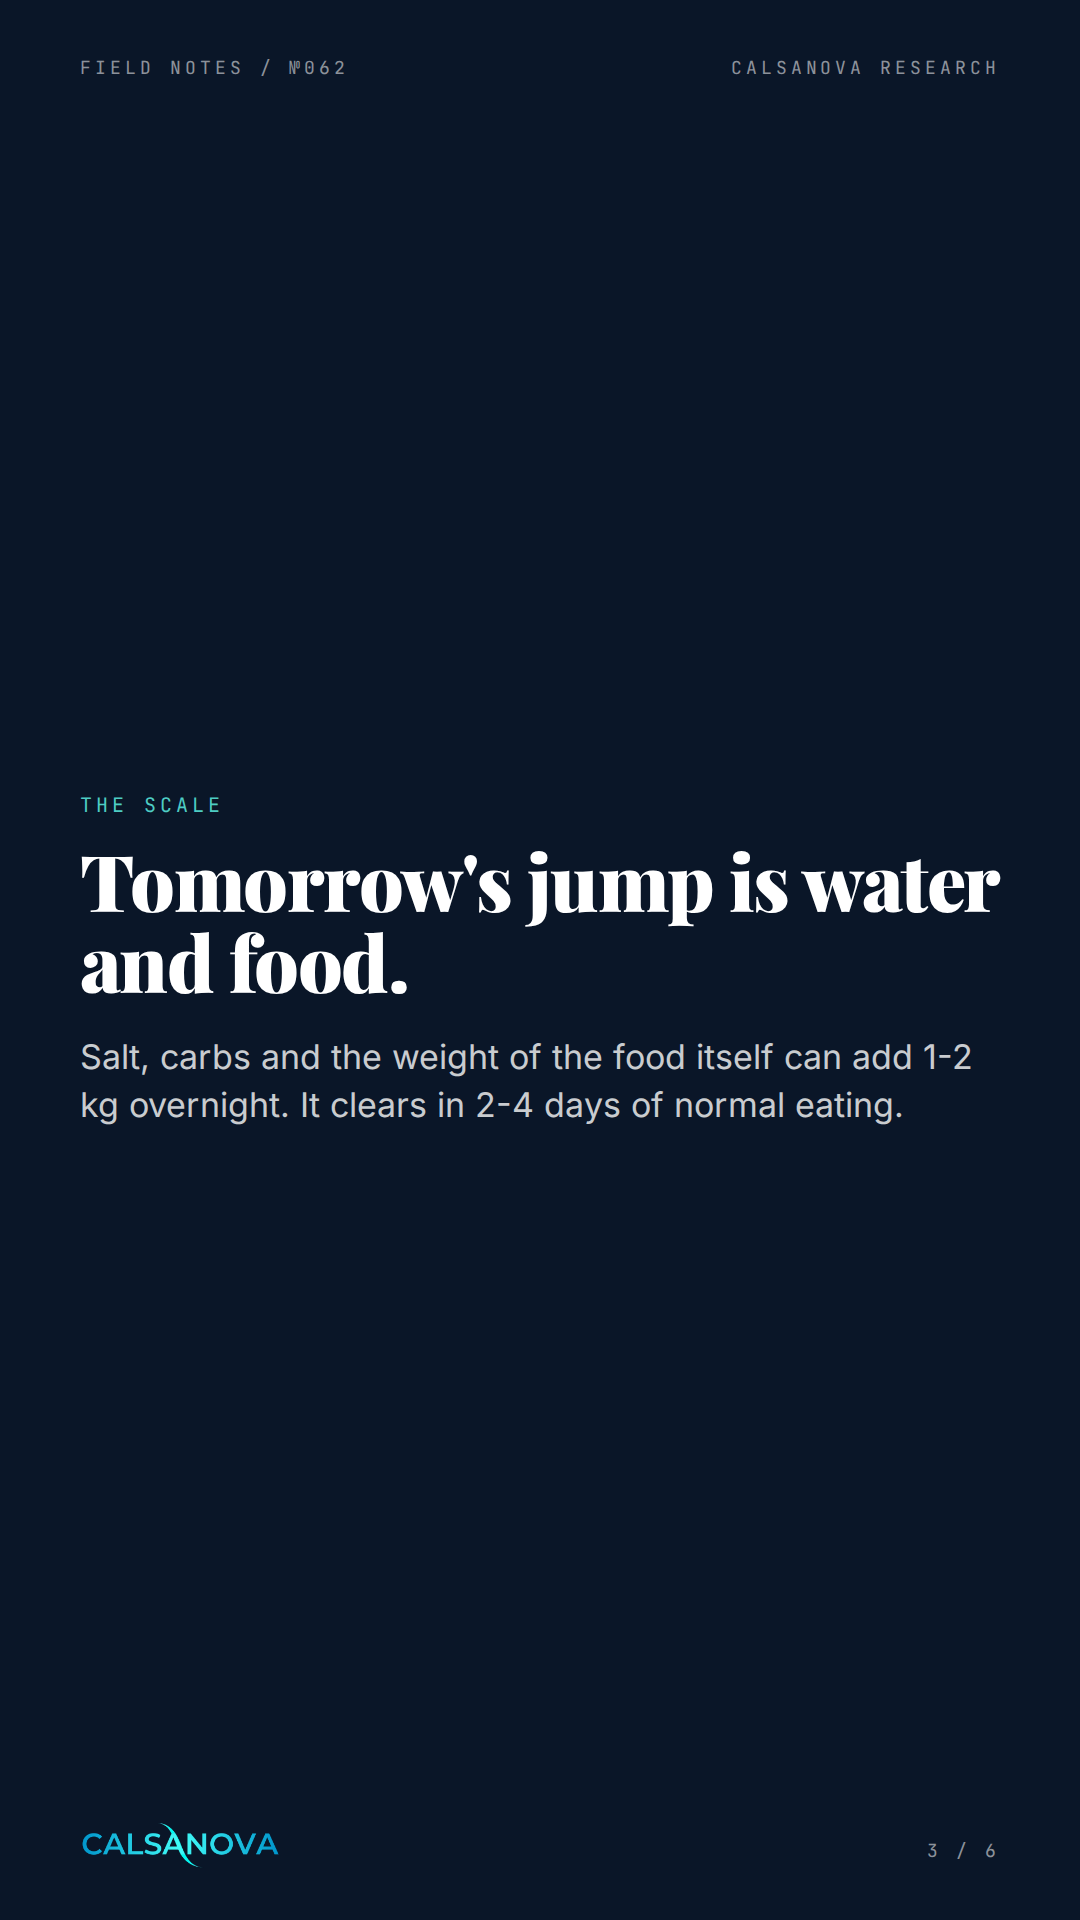 FIELD NOTES / №062
CALSANOVA RESEARCH
THE SCALE
Tomorrow's jump is water
and food.
Salt, carbs and the weight of the food itself can add 1-2
kg overnight. It clears in 2-4 days of normal eating.
CALSANOVA
3 / 6